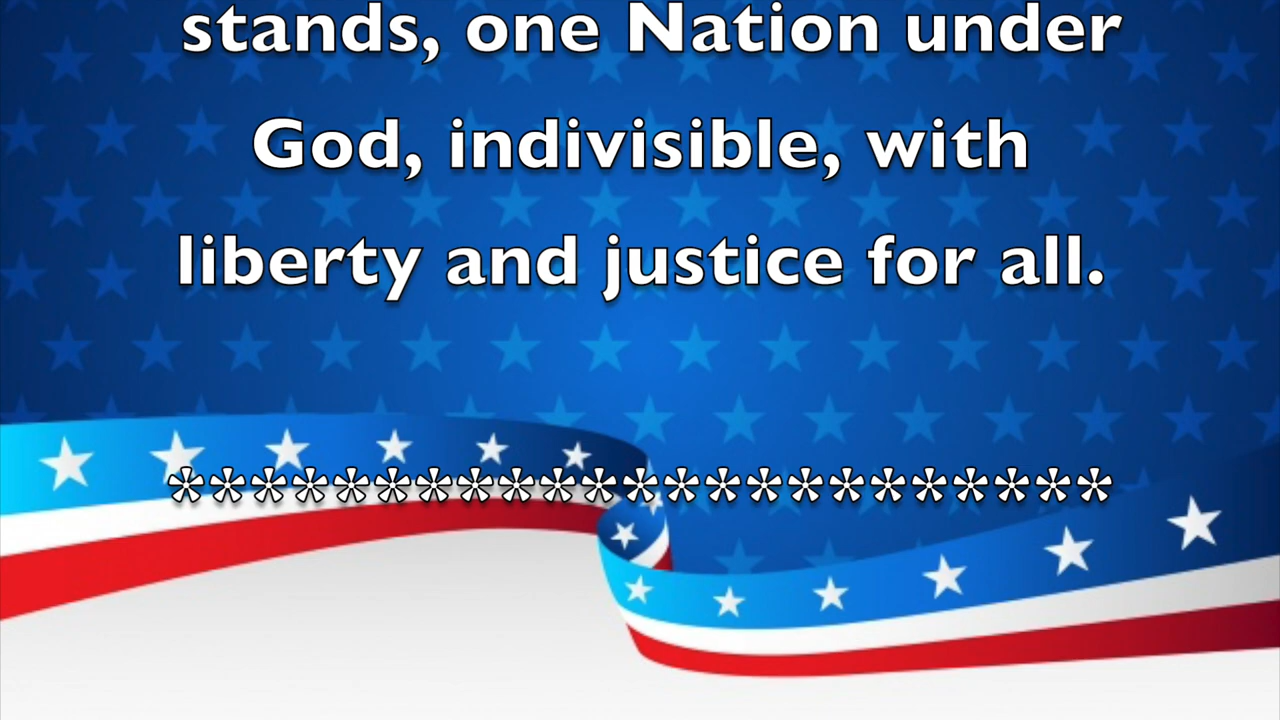 stands, one Nation under
God, indivisible, with
liberty and justice for all.
***********************